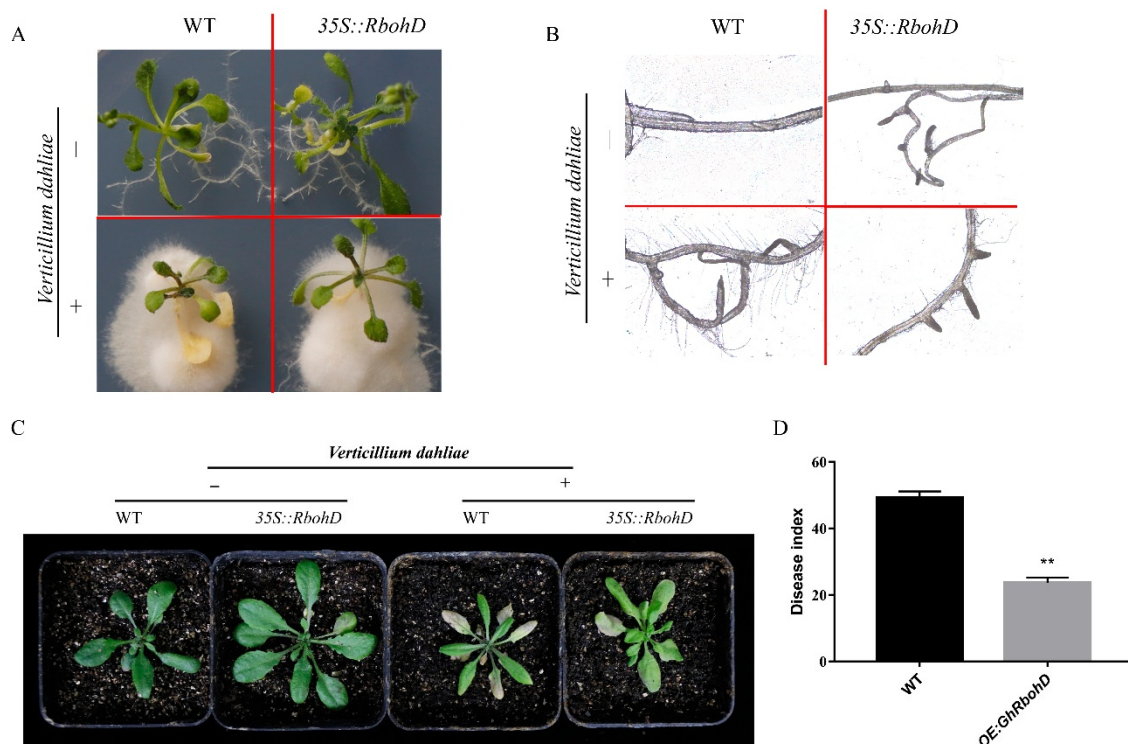 A
WT
35S::RbohD
Verticillium dahliae
–
+
B
WT
35S::RbohD
Verticillium dahliae
–
+
C
Verticillium dahliae
–
+
WT
35S::RbohD
WT
35S::RbohD
D
60
40
20
0
Disease index
**
WT
OE:GhRbohD